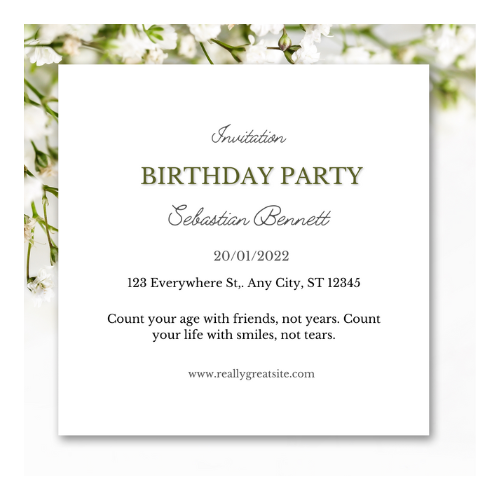 Invitation
BIRTHDAY PARTY
Sebastian Bennett
20/01/2022
123 Everywhere St,. Any City, ST 12345
Count your age with friends, not years. Count
your life with smiles, not tears.
www.reallygreatsite.com